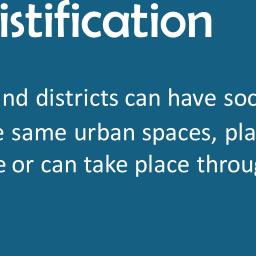 istification
nd districts can have soc
same urban spaces, pla
or can take place throug